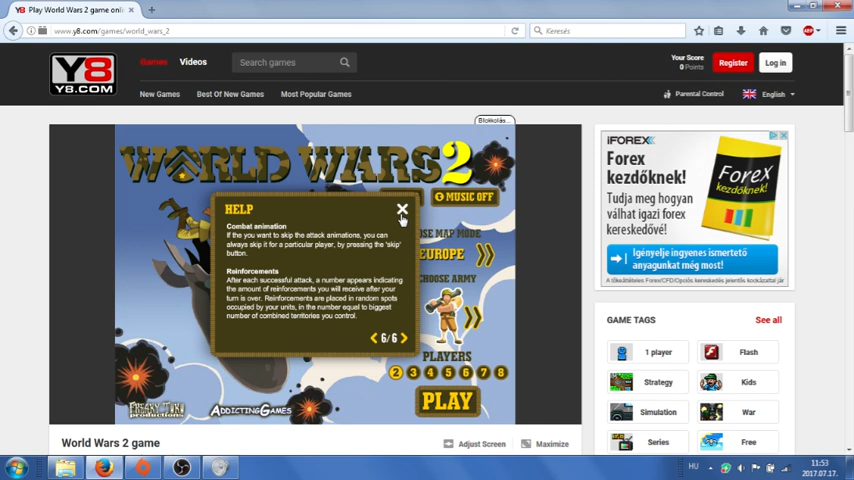 Play World Wars 2 game onli
www.y8.com/games/world_wars_2
Keresés
ABP
Y8
Y8.COM
Games
Videos
Search games
Your Score
0 Points
Register
Log in
New Games
Best Of New Games
Most Popular Games
Parental Control
English
Blokkolás...
WORLD WARS 2
MUSIC OFF
HELP
Combat animation
If the you want to skip the attack animations, you can
always skip it for a particular player, by pressing the 'skip'
button.
Reinforcements
After each successful attack, a number appears indicating
the amount of reinforcements you will receive after your
turn is over. Reinforcements are placed in random spots
occupied by your units, in the number equal to biggest
number of combined territories you control.
6/6
OSE MAP MODE
EUROPE
HOOSE ARMY
PLAYERS
2 3 4 5 6 7 8
PLAY
ADDICTINGGAMES
productions
iFOREX
Forex
kezdőknek!
Tudja meg hogyan
válhat igazi forex
kereskedővé!
Forex
KEZDŐKNEK!
Igényelje ingyenes ismertető
anyagunkat még most!
GAME TAGS
See all
1 player
Flash
Strategy
Kids
Simulation
War
Series
Free
World Wars 2 game
Adjust Screen
Maximize
HU
11:53
2017.07.17.